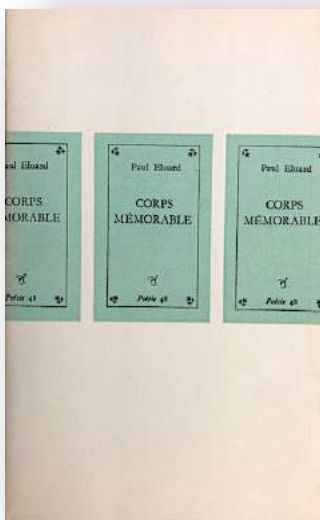 aul Eluard
CORPS
MORABLE
Poésie 48
Paul Eluard
CORPS
MÉMORABLE
Poésie 48
Paul Eluard
CORPS
MÉMORABLE
Poésie 48